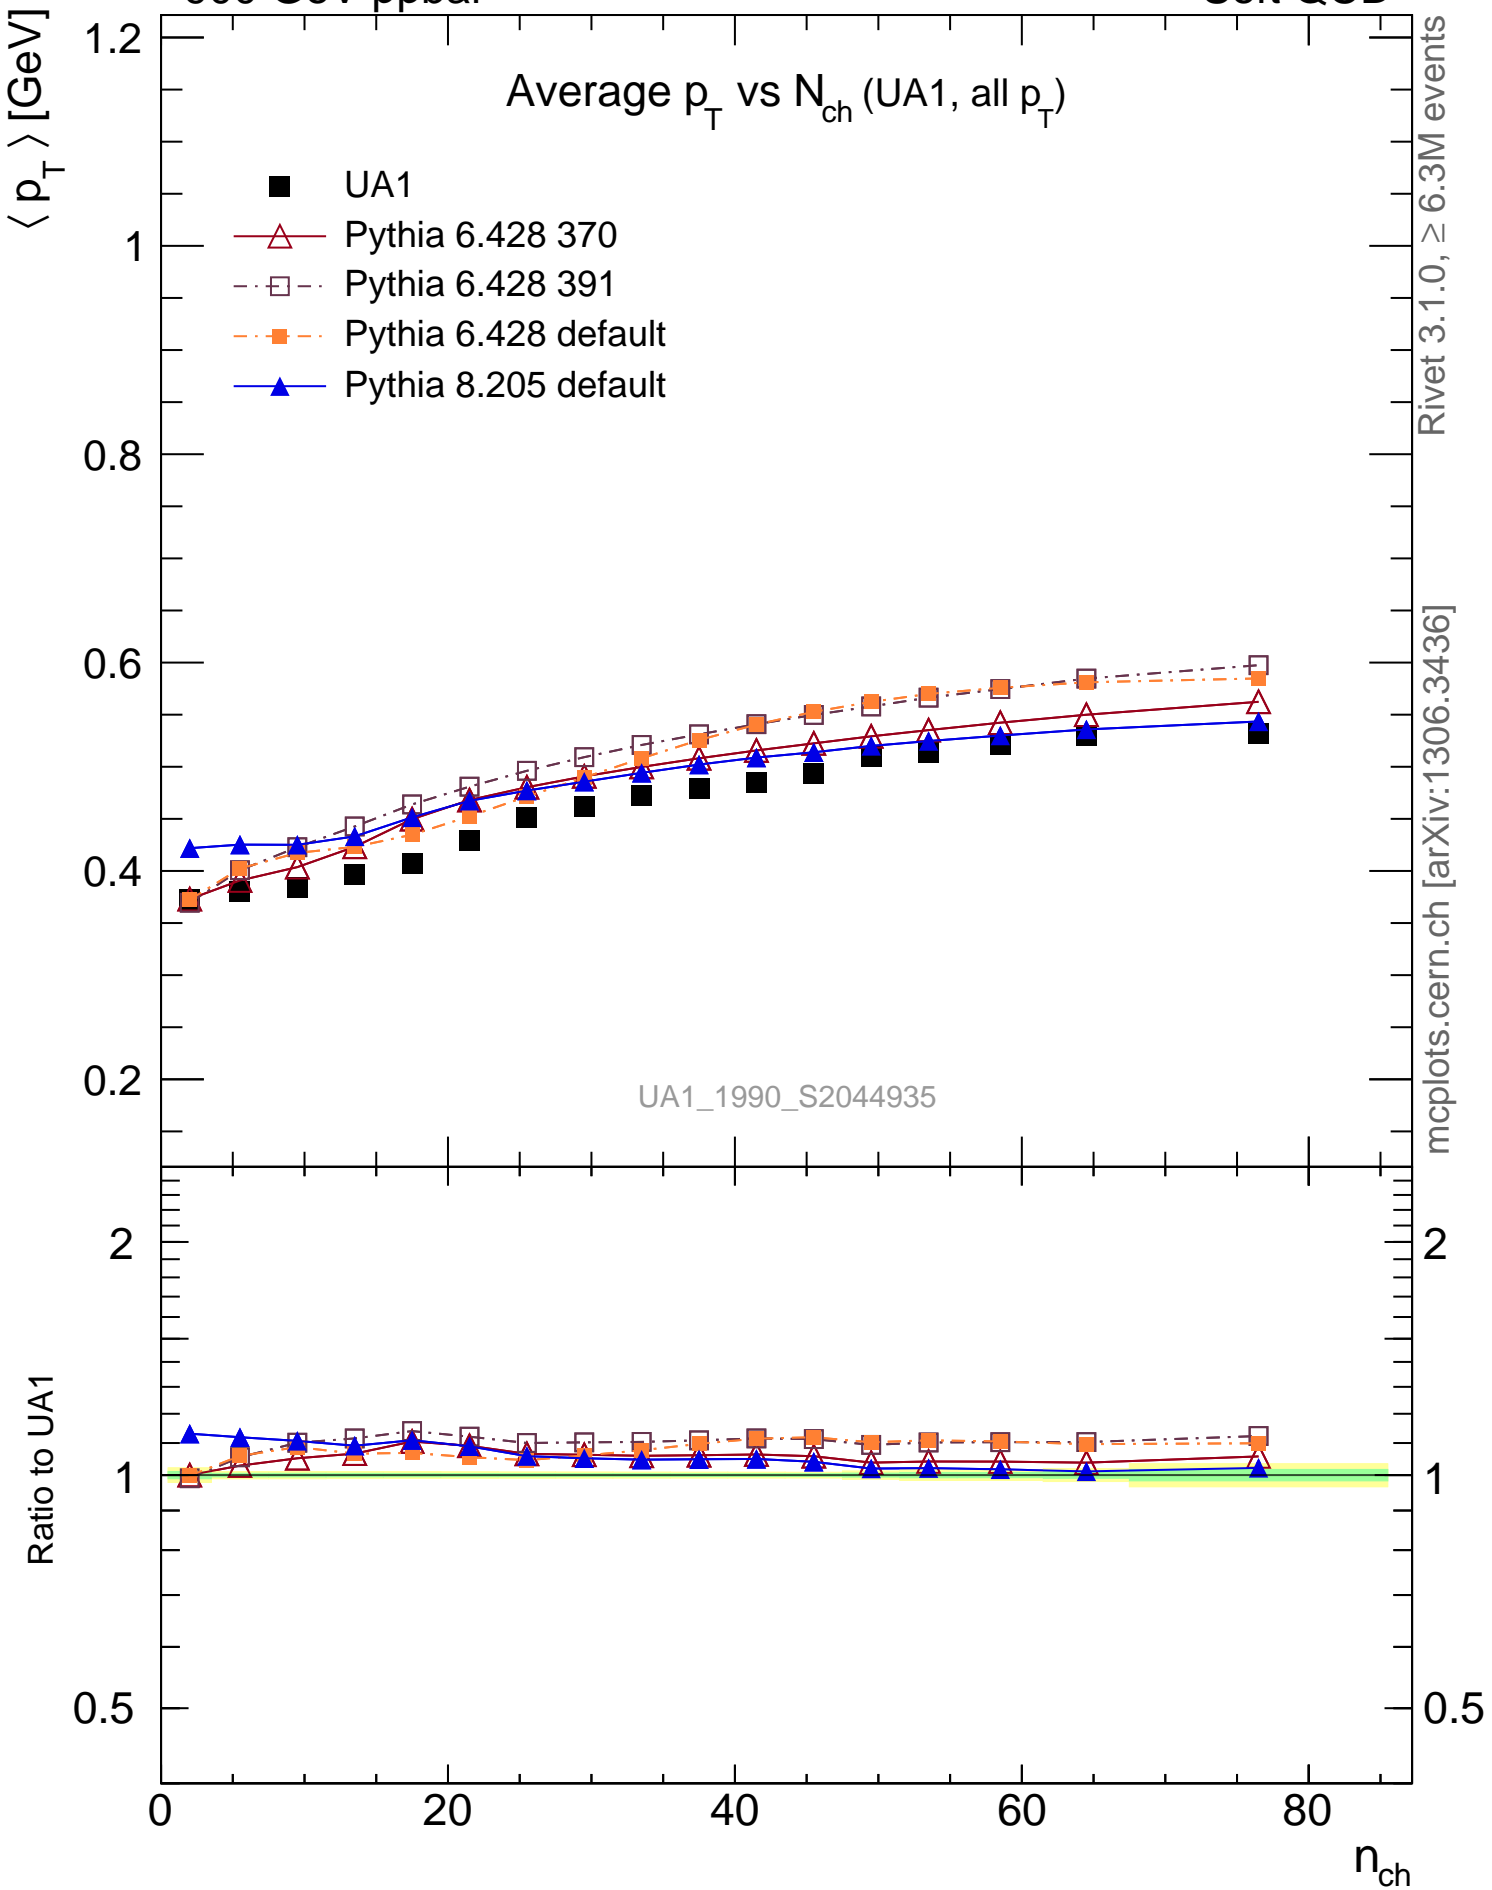 Average p_T vs N_ch (UA1, all p_T)
⟨ p_T ⟩ [GeV]
UA1
Pythia 6.428 370
Pythia 6.428 391
Pythia 6.428 default
Pythia 8.205 default
1.2
1
0.8
0.6
0.4
0.2
UA1_1990_S2044935
Rivet 3.1.0, ≥ 6.3M events
mcplots.cern.ch [arXiv:1306.3436]
Ratio to UA1
2
1
0.5
2
1
0.5
0
20
40
60
80
n_ch